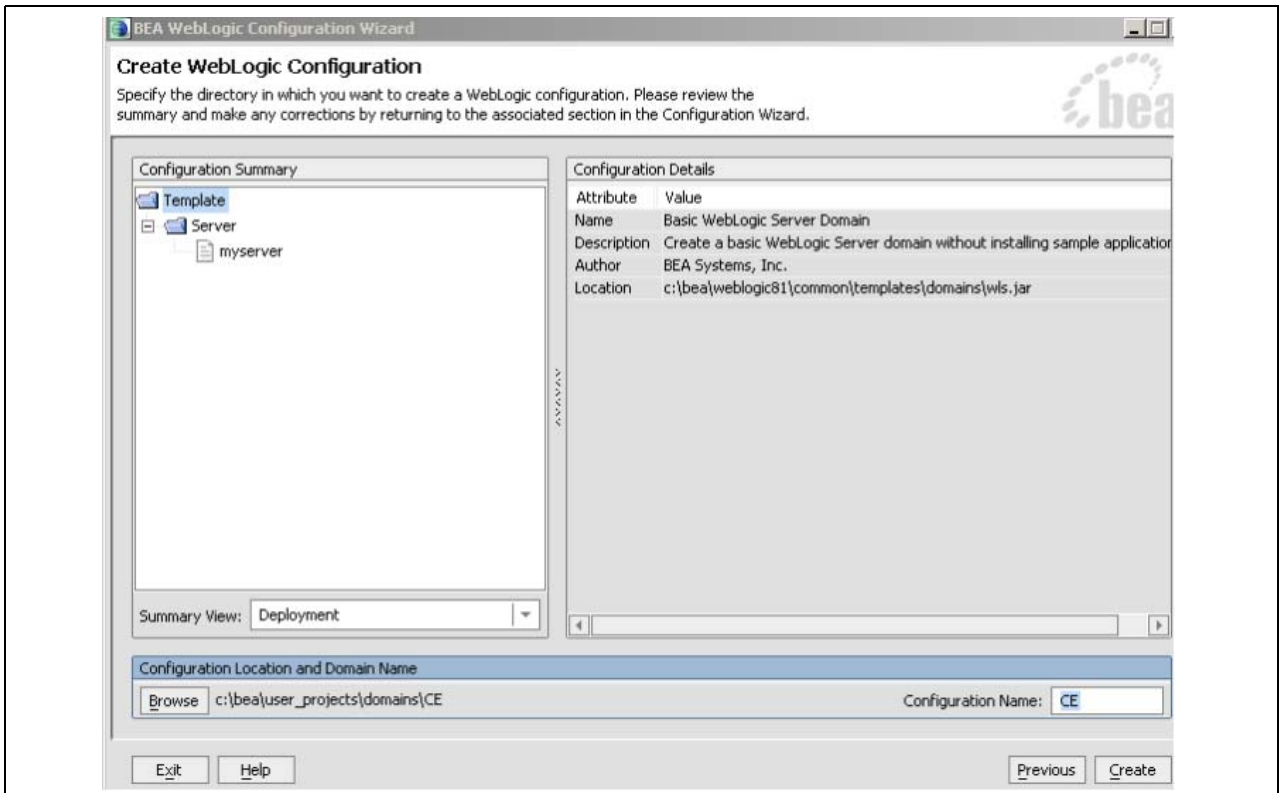 BEA WebLogic Configuration Wizard
Create WebLogic Configuration
Specify the directory in which you want to create a WebLogic configuration. Please review the
summary and make any corrections by returning to the associated section in the Configuration Wizard.
bea
Configuration Summary
Template
Server
myserver
Summary View: Deployment
Configuration Details
Attribute Value
Name Basic WebLogic Server Domain
Description Create a basic WebLogic Server domain without installing sample application
Author BEA Systems, Inc.
Location c:\bea\weblogic81\common\templates\domains\wls.jar
Configuration Location and Domain Name
Browse c:\bea\user_projects\domains\CE Configuration Name: CE
Exit Help Previous Create